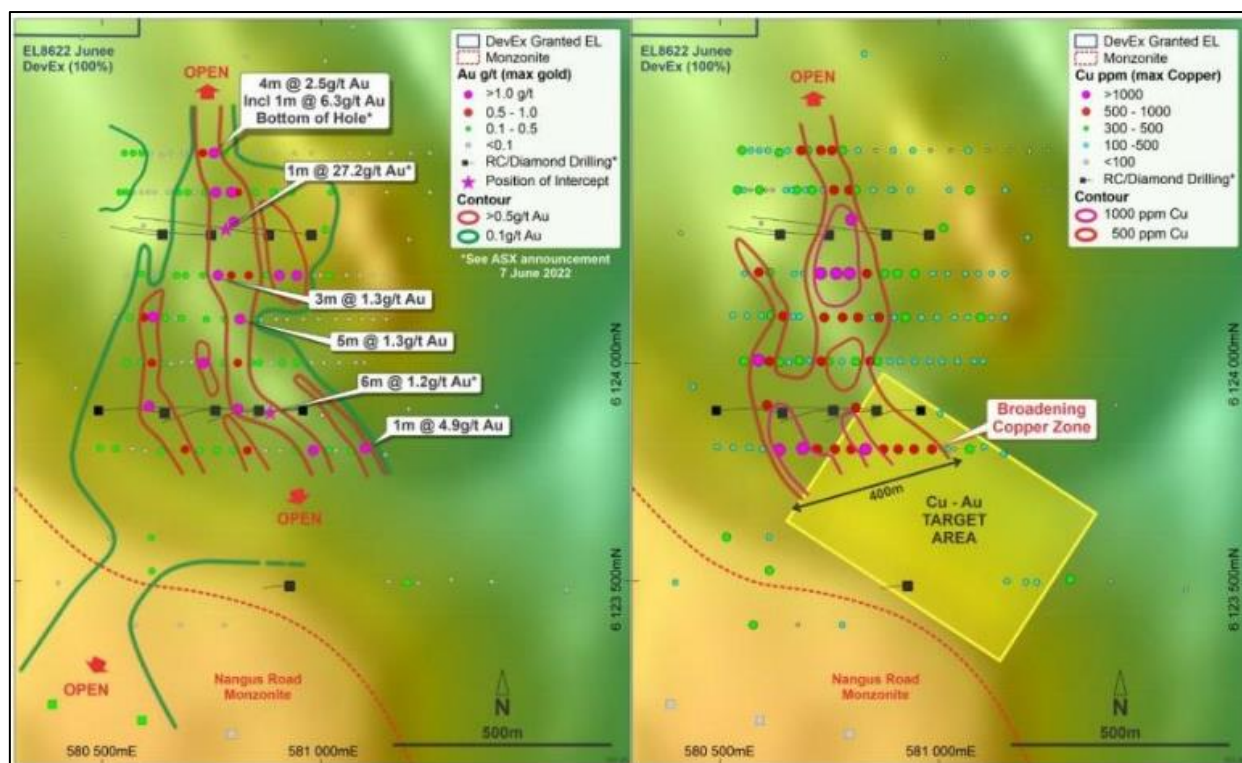 EL8622 Junee
DevEx (100%)
OPEN
4m @ 2.5g/t Au
Incl 1m @ 6.3g/t Au
Bottom of Hole*
1m @ 27.2g/t Au*
DevEx Granted EL
Monzonite
Au g/t (max gold)
>1.0 g/t
0.5 - 1.0
0.1 - 0.5
<0.1
RC/Diamond Drilling*
Position of Intercept
Contour
>0.5g/t Au
0.1g/t Au
*See ASX announcement
7 June 2022
3m @ 1.3g/t Au
5m @ 1.3g/t Au
6m @ 1.2g/t Au*
1m @ 4.9g/t Au
OPEN
OPEN
Nangus Road
Monzonite
6 124 000mN
6 123 500mN
N
500m
580 500mE
581 000mE
EL8622 Junee
DevEx (100%)
OPEN
DevEx Granted EL
Monzonite
Cu ppm (max Copper)
>1000
500 - 1000
300 - 500
100 -500
<100
RC/Diamond Drilling*
Contour
1000 ppm Cu
500 ppm Cu
Broadening
Copper Zone
400m
Cu - Au
TARGET
AREA
Nangus Road
Monzonite
6 124 000mN
6 123 500mN
N
500m
580 500mE
581 000mE